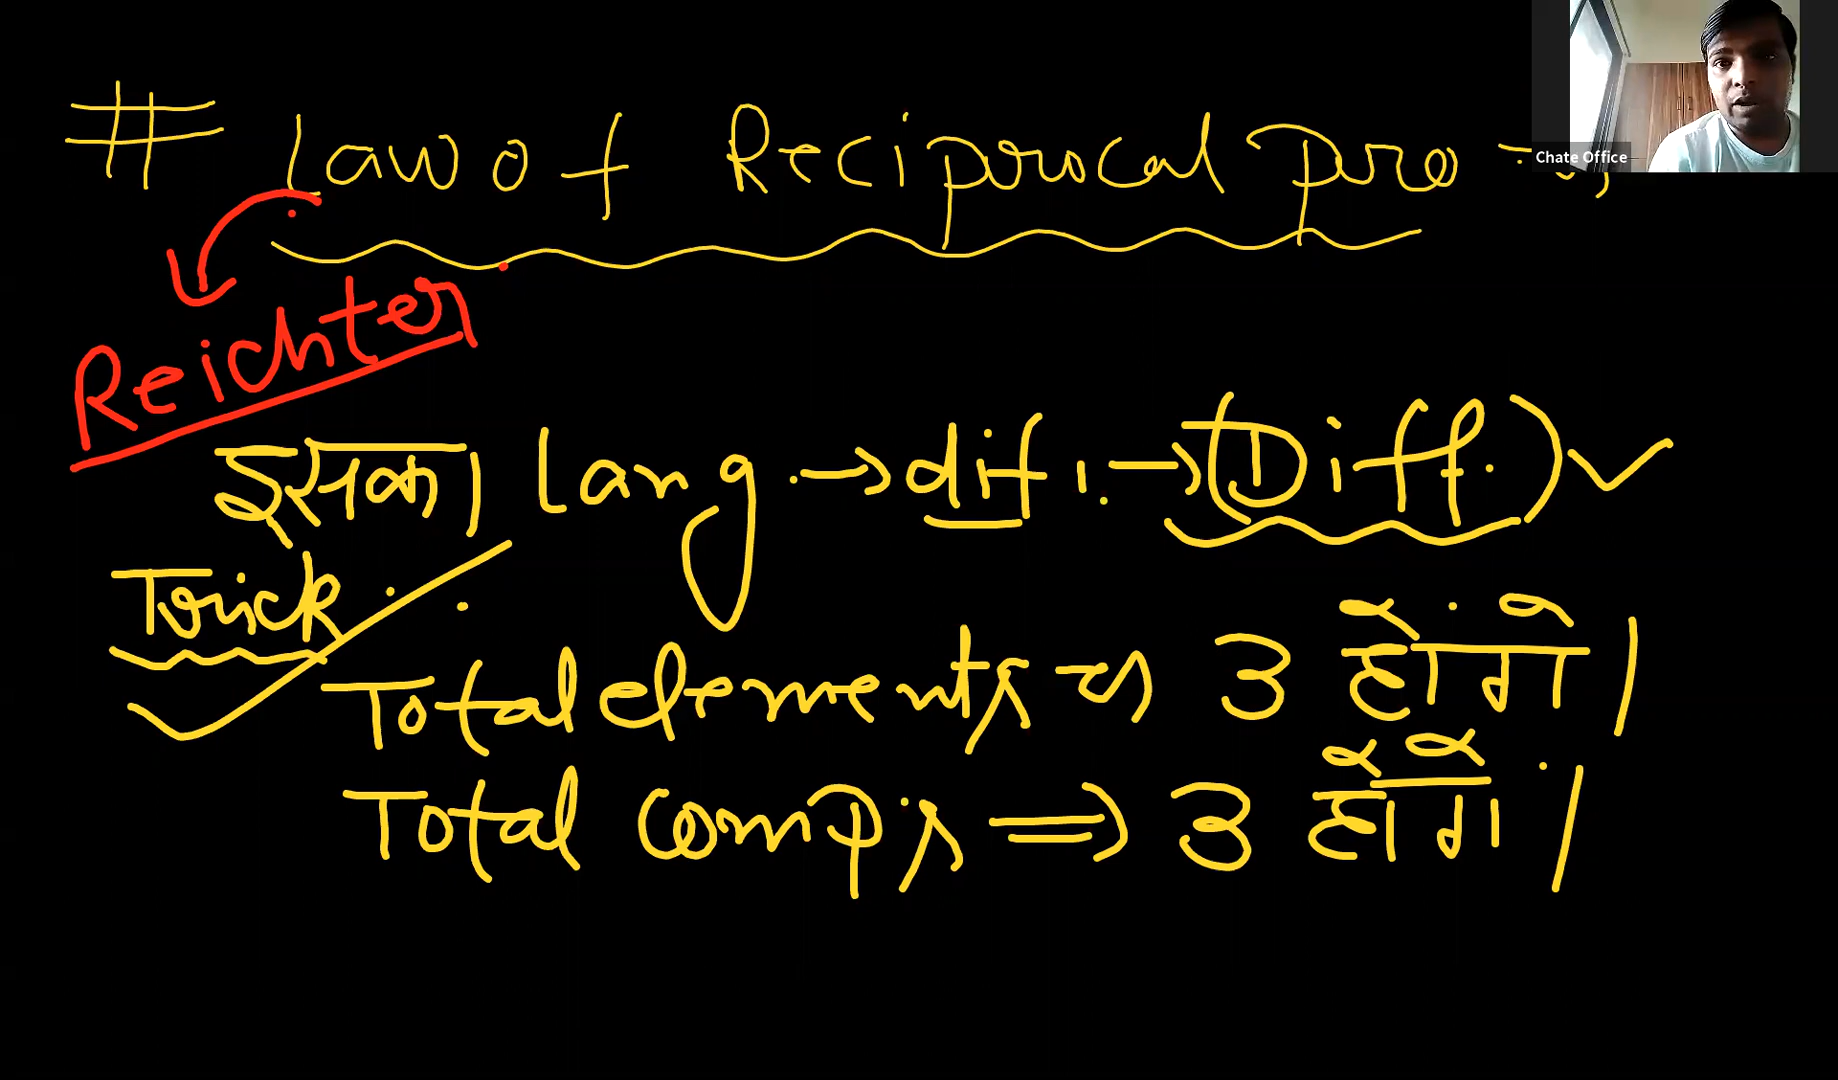 # Law of Reciprocal pro
Chate Office
Reichter
इसका lang → dif → (Diff.) ✓
Trick
Total elements ⇒ 3 होंगे |
Total comp's ⇒ 3 होंगे |